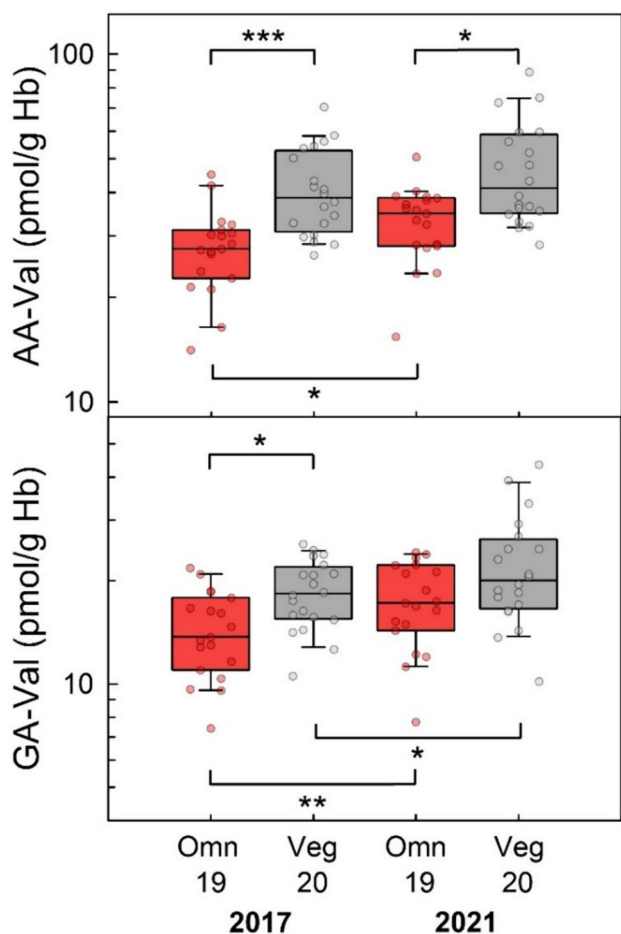 AA-Val (pmol/g Hb)
100
10
***
*
*
GA-Val (pmol/g Hb)
10
*
*
**
Omn Veg Omn Veg
19 20 19 20
2017 2021